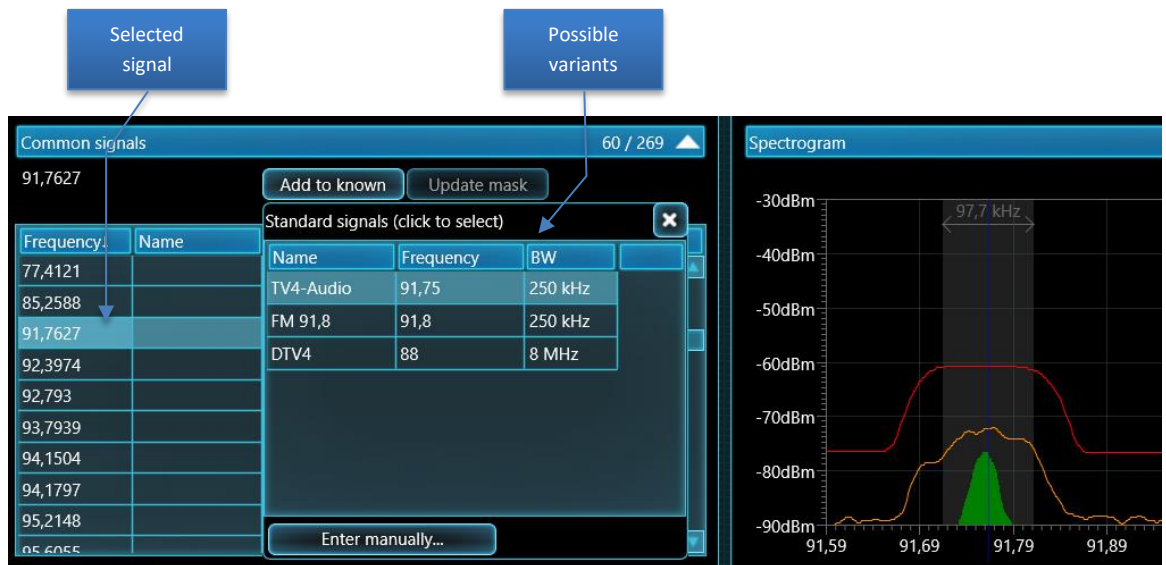 Selected
signal
Possible
variants
Common signals 60 / 269
91,7627
Add to known Update mask
Standard signals (click to select)
Frequency Name
Name Frequency BW
TV4-Audio 91,75 250 kHz
FM 91,8 91,8 250 kHz
DTV4 88 8 MHz
77,4121
85,2588
91,7627
92,3974
92,793
93,7939
94,1504
94,1797
95,2148
95,6055
Enter manually...
Spectrogram
97,7 kHz
-30dBm
-40dBm
-50dBm
-60dBm
-70dBm
-80dBm
-90dBm
91,59 91,69 91,79 91,89